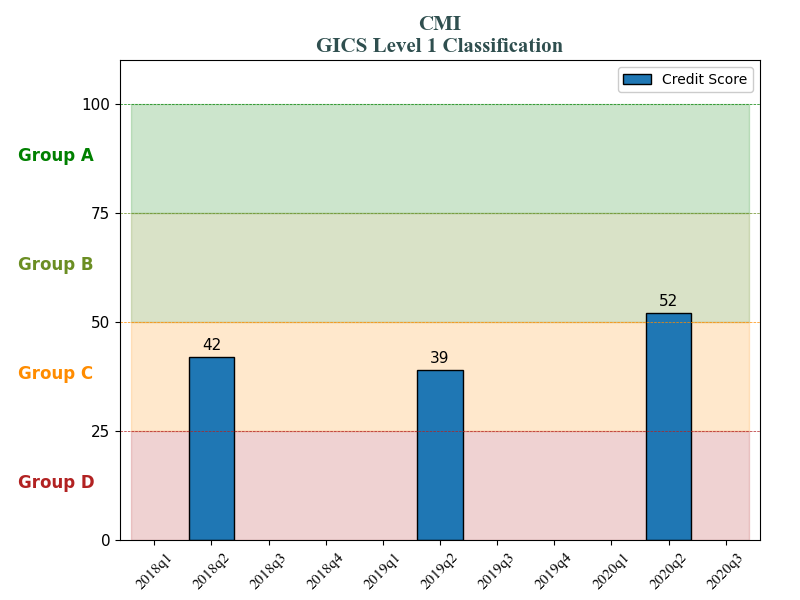 CMI
GICS Level 1 Classification
Credit Score
100
Group A
75
Group B
52
50
42
39
Group C
25
Group D
0
2018q1
2018q2
2018q3
2018q4
2019q1
2019q2
2019q3
2019q4
2020q1
2020q2
2020q3